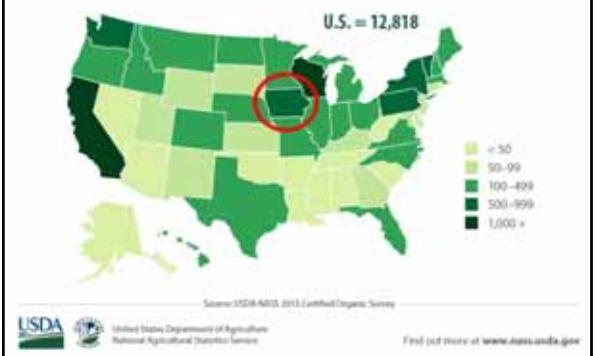 U.S. = 12,818
< 50
50-99
100-499
500-999
1,000 +
Source: USDA-NASS 2015 Certified Organic Survey
USDA
United States Department of Agriculture
National Agricultural Statistics Service
Find out more at www.nass.usda.gov